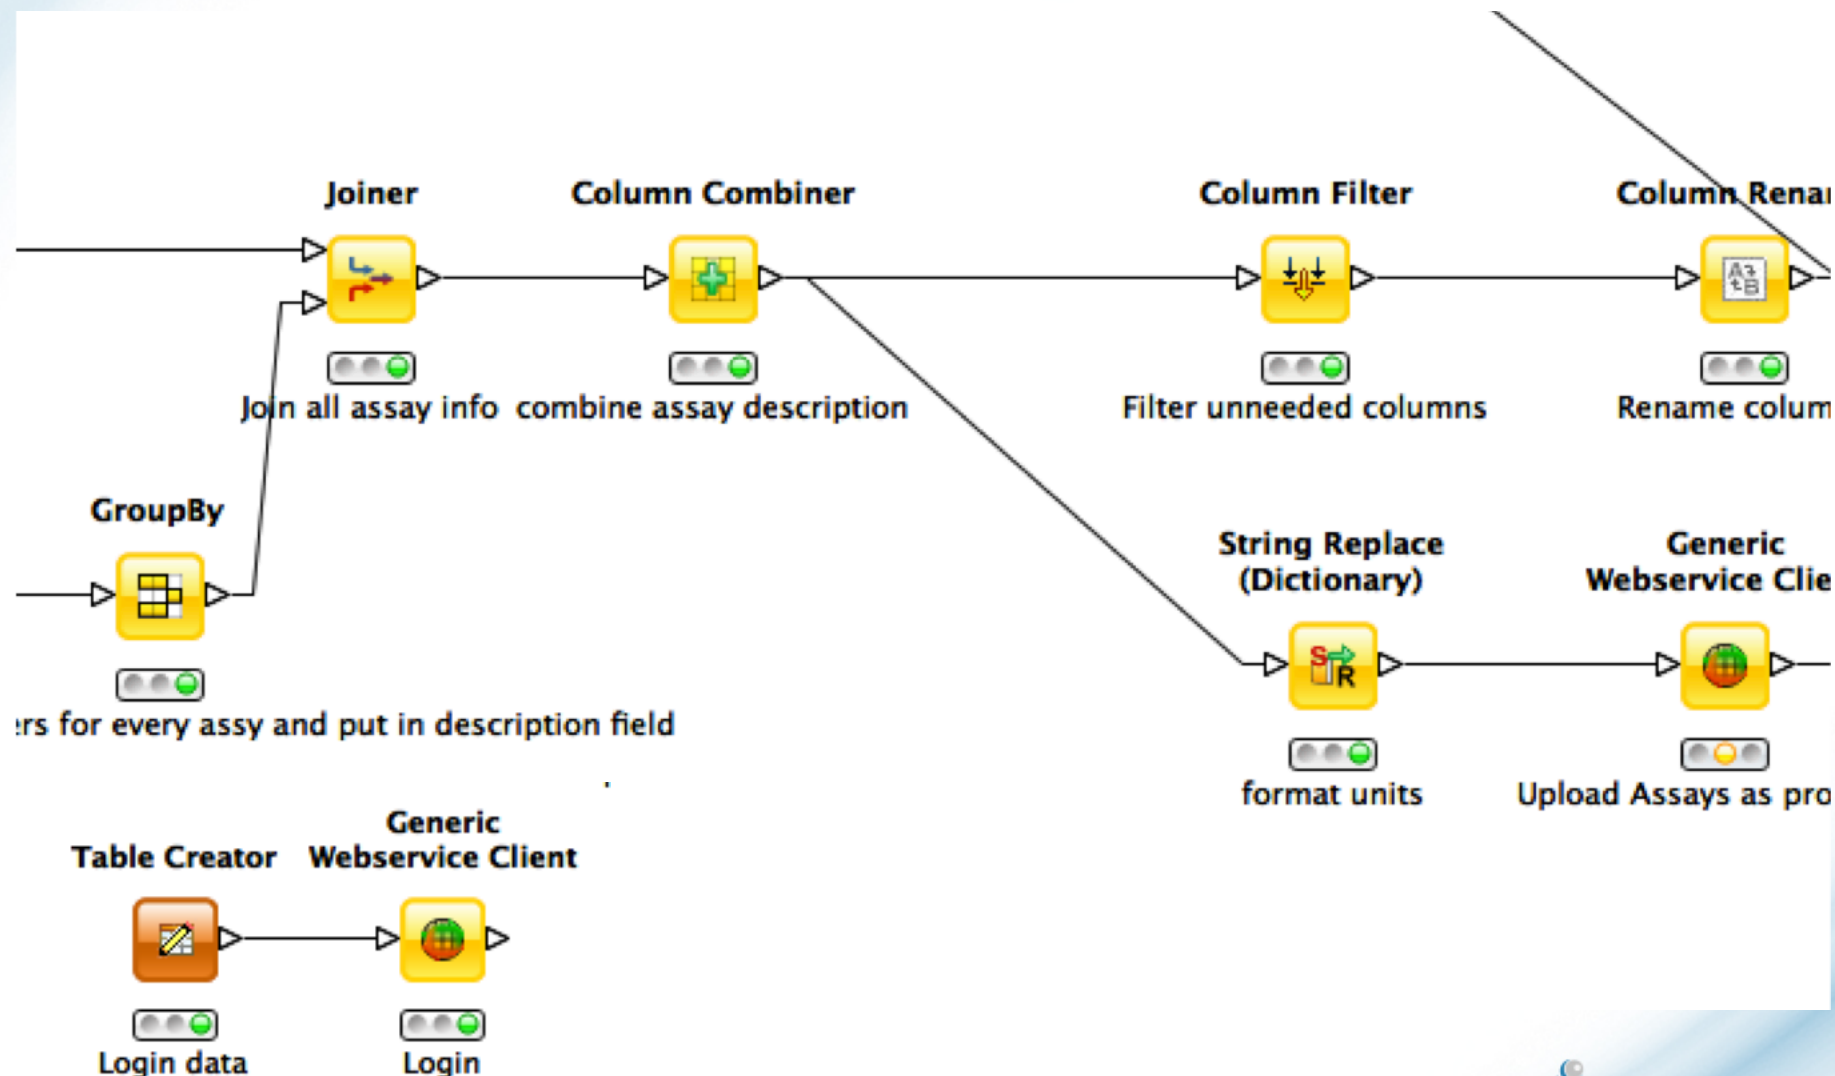 Joiner
Column Combiner
Column Filter
Column Renar
Join all assay info
combine assay description
Filter unneeded columns
Rename colum
GroupBy
String Replace
(Dictionary)
Generic
Webservice Clie
ers for every assy and put in description field
format units
Upload Assays as pro
Table Creator
Generic
Webservice Client
Login data
Login